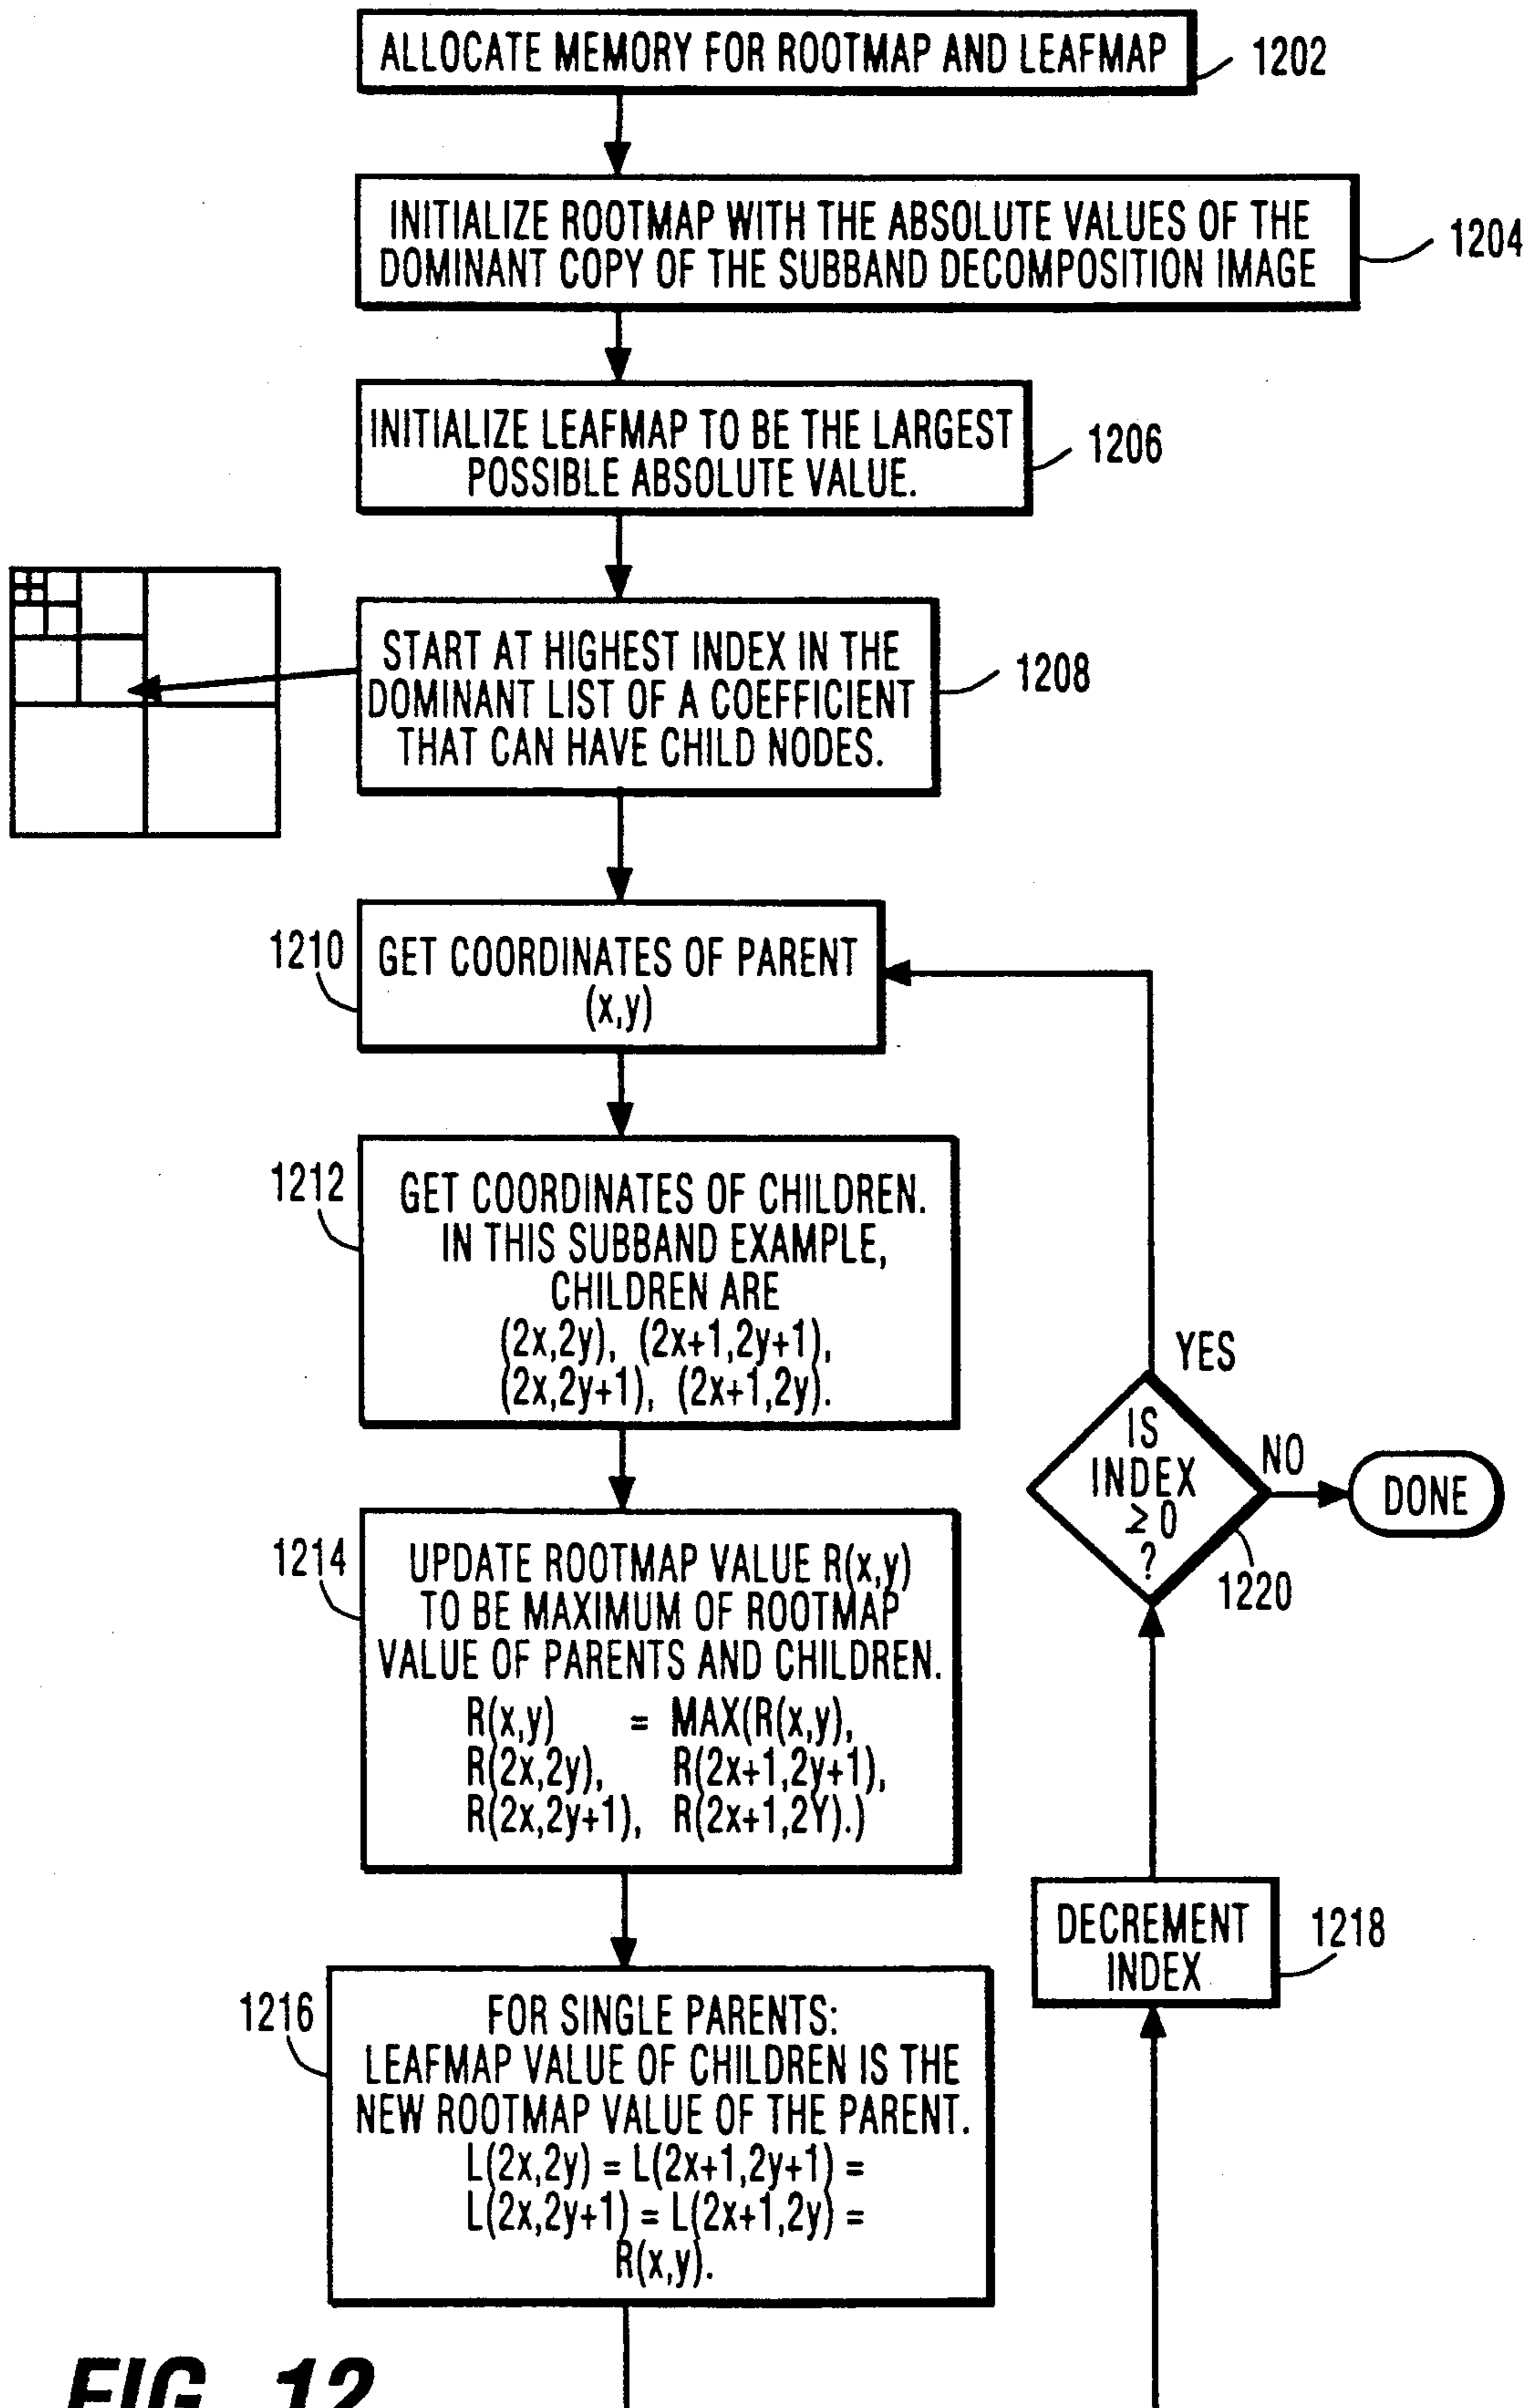 ALLOCATE MEMORY FOR ROOTMAP AND LEAFMAP
1202
INITIALIZE ROOTMAP WITH THE ABSOLUTE VALUES OF THE
DOMINANT COPY OF THE SUBBAND DECOMPOSITION IMAGE
1204
INITIALIZE LEAFMAP TO BE THE LARGEST
POSSIBLE ABSOLUTE VALUE.
1206
START AT HIGHEST INDEX IN THE
DOMINANT LIST OF A COEFFICIENT
THAT CAN HAVE CHILD NODES.
1208
1210
GET COORDINATES OF PARENT
(x,y)
1212
GET COORDINATES OF CHILDREN.
IN THIS SUBBAND EXAMPLE,
CHILDREN ARE
(2x,2y), (2x+1,2y+1),
(2x,2y+1), (2x+1,2y).
YES
IS
INDEX
≥ 0
?
NO
DONE
1220
1214
UPDATE ROOTMAP VALUE R(x,y)
TO BE MAXIMUM OF ROOTMAP
VALUE OF PARENTS AND CHILDREN.
R(x,y) = MAX(R(x,y),
R(2x,2y), R(2x+1,2y+1),
R(2x,2y+1), R(2x+1,2Y).)
DECREMENT
INDEX
1218
1216
FOR SINGLE PARENTS:
LEAFMAP VALUE OF CHILDREN IS THE
NEW ROOTMAP VALUE OF THE PARENT.
L(2x,2y) = L(2x+1,2y+1) =
L(2x,2y+1) = L(2x+1,2y) =
R(x,y).
FIG. 12